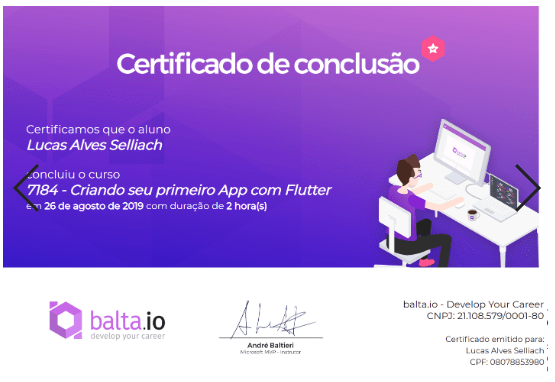 Certificado de conclusão
Certificamos que o aluno
Lucas Alves Selliach
concluiu o curso
7184 - Criando seu primeiro App com Flutter
em 26 de agosto de 2019 com duração de 2 hora(s)
balta.io
develop your career
André Baltieri
Microsoft MVP - Instrutor
balta.io - Develop Your Career
CNPJ: 21.108.579/0001-80
Certificado emitido para:
Lucas Alves Selliach
CPF: 08078853980